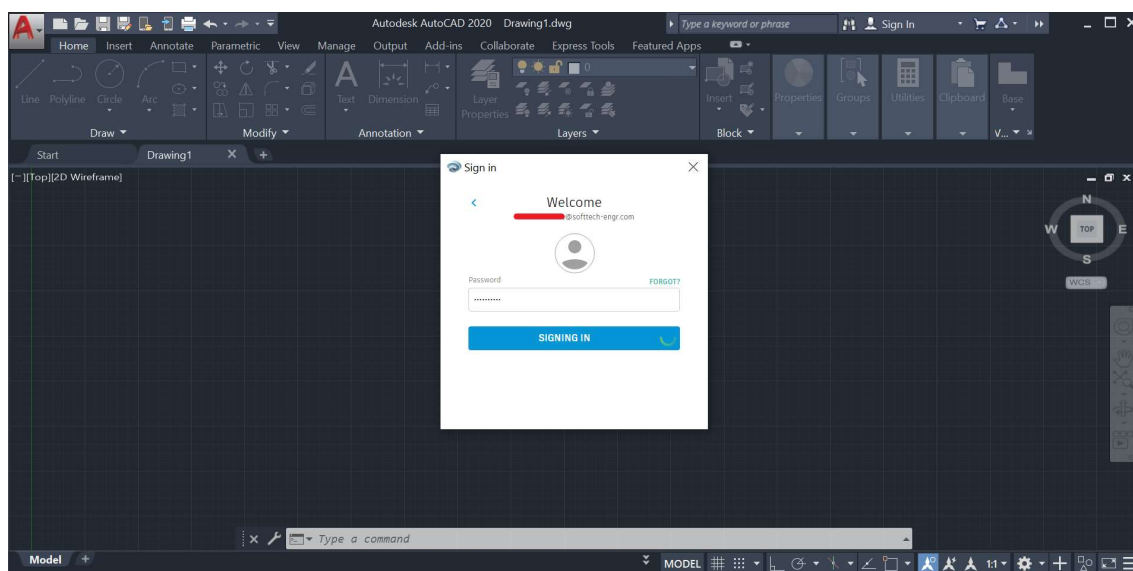 Autodesk AutoCAD 2020 Drawing1.dwg Type a keyword or phrase Sign In
Home Insert Annotate Parametric View Manage Output Add-ins Collaborate Express Tools Featured Apps
Line Polyline Circle Arc Text Dimension Layer Properties 0 Insert Properties Groups Utilities Clipboard Base
Draw Modify Annotation Layers Block V...
Start Drawing1 +
[−][Top][2D Wireframe]
N
W TOP E
S
WCS
Sign in
Welcome
@softtech-engr.com
Password FORGOT?
..........
SIGNING IN
Type a command
Model + MODEL 1:1